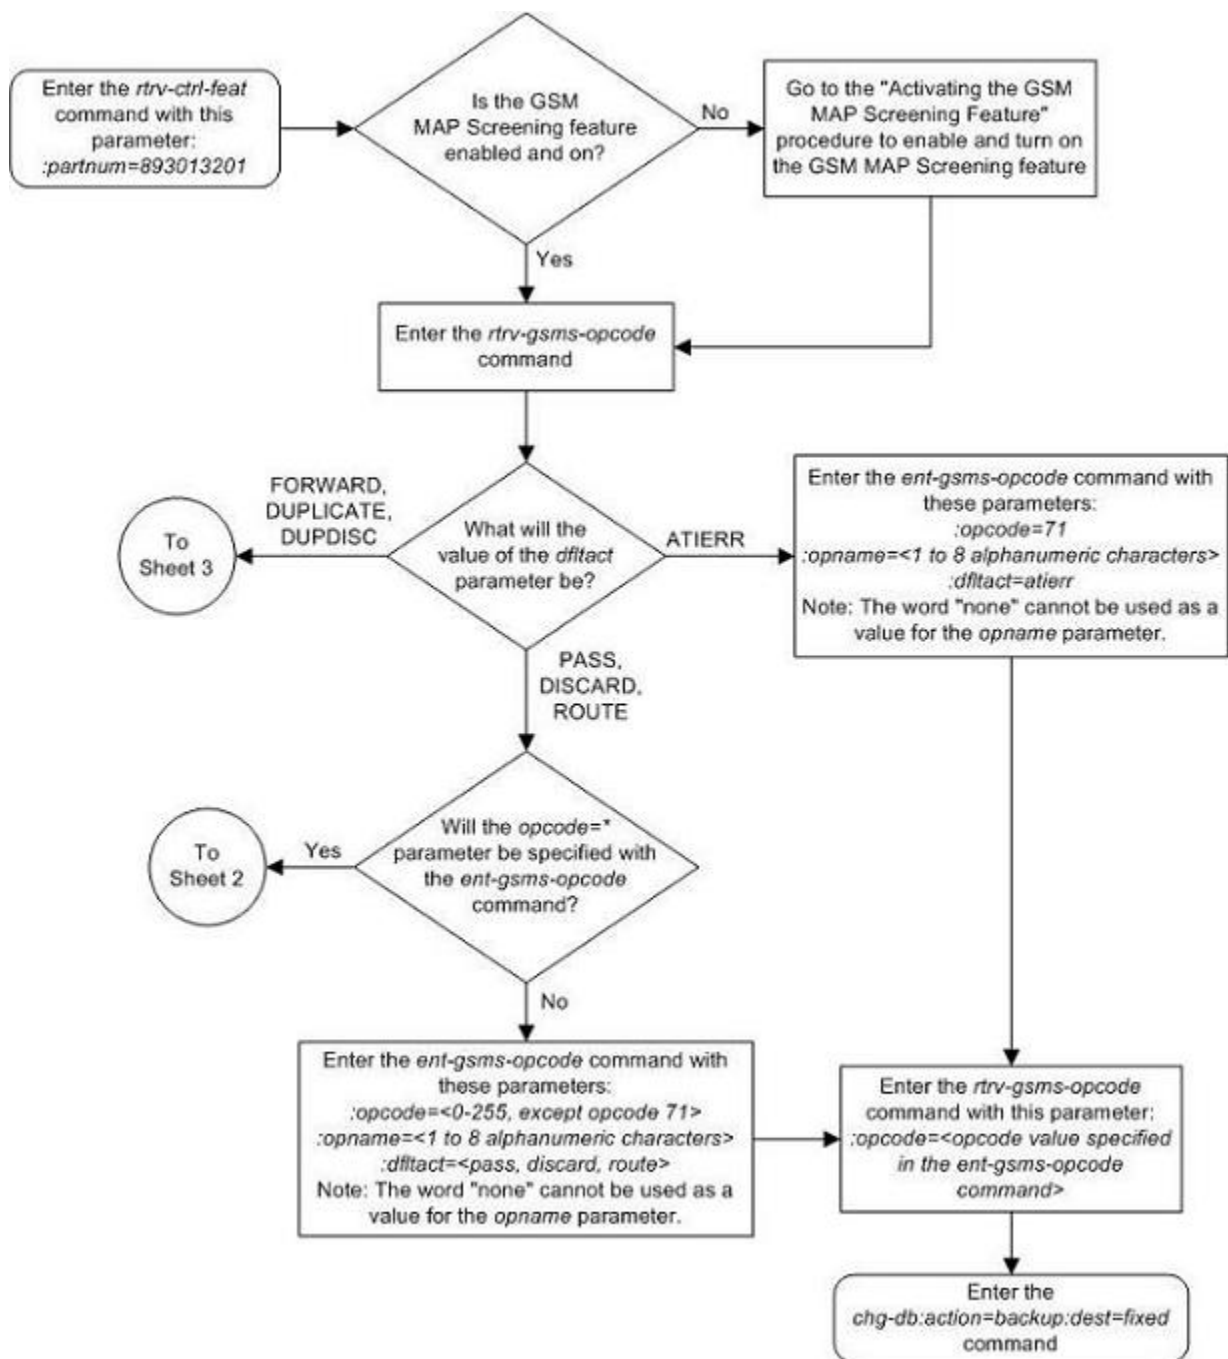 Enter the rtrv-ctrl-feat
command with this
parameter:
:partnum=893013201
Is the GSM
MAP Screening feature
enabled and on?
No
Go to the "Activating the GSM
MAP Screening Feature"
procedure to enable and turn on
the GSM MAP Screening feature
Yes
Enter the rtrv-gsms-opcode
command
FORWARD,
DUPLICATE,
DUPDISC
To
Sheet 3
What will the
value of the dfltact
parameter be?
ATIERR
Enter the ent-gsms-opcode command with
these parameters:
:opcode=71
:opname=<1 to 8 alphanumeric characters>
:dfltact=atierr
Note: The word "none" cannot be used as a
value for the opname parameter.
PASS,
DISCARD,
ROUTE
Will the opcode=*
parameter be specified with
the ent-gsms-opcode
command?
Yes
To
Sheet 2
No
Enter the ent-gsms-opcode command with
these parameters:
:opcode=<0-255, except opcode 71>
:opname=<1 to 8 alphanumeric characters>
:dfltact=<pass, discard, route>
Note: The word "none" cannot be used as a
value for the opname parameter.
Enter the rtrv-gsms-opcode
command with this parameter:
:opcode=<opcode value specified
in the ent-gsms-opcode
command>
Enter the
chg-db:action=backup:dest=fixed
command